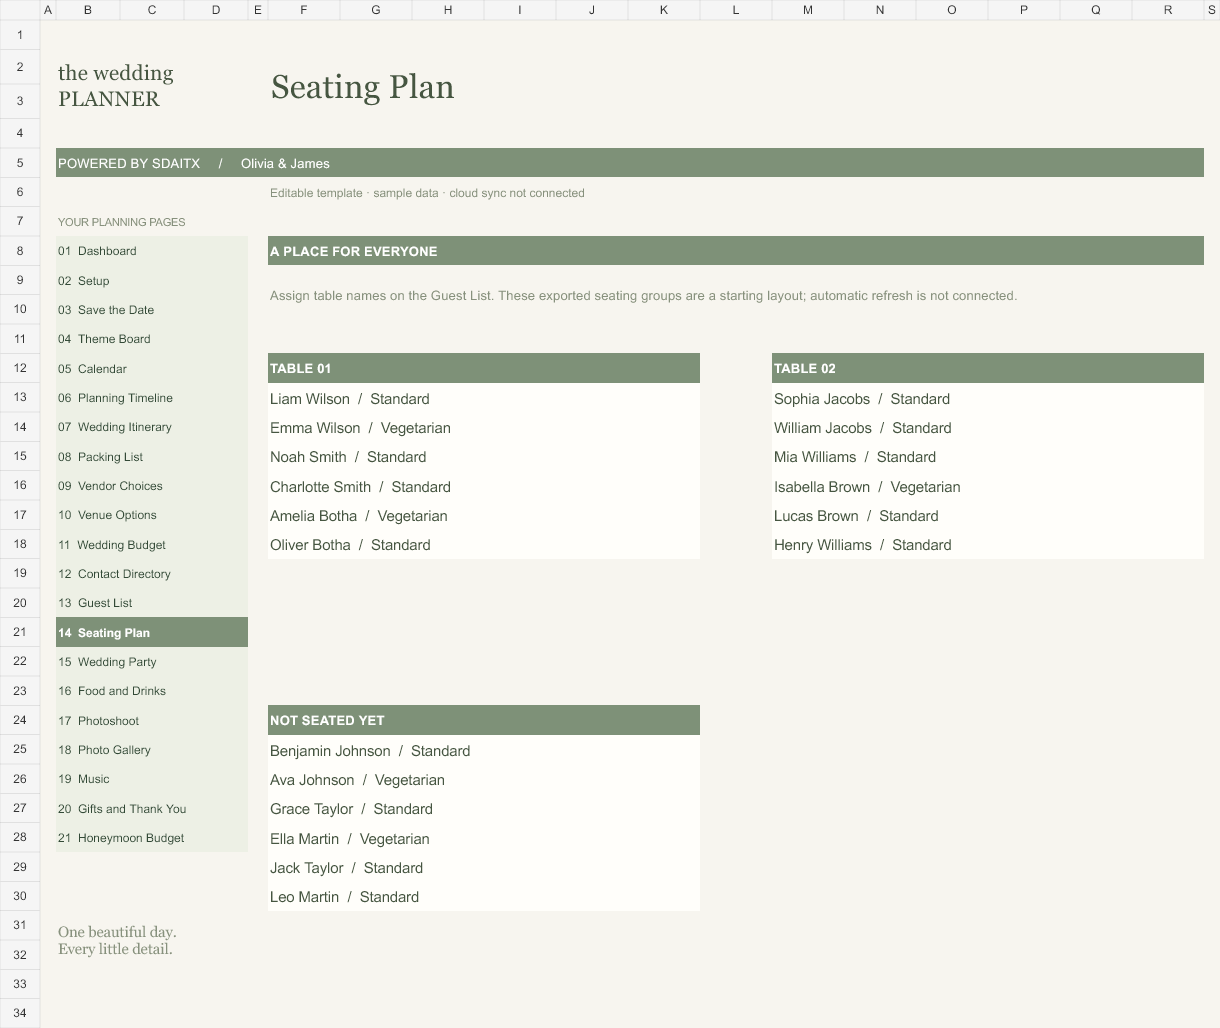 A B C D E F G H I J K L M N O P Q R S
1
2
3
4
5
6
7
8
9
10
11
12
13
14
15
16
17
18
19
20
21
22
23
24
25
26
27
28
29
30
31
32
33
34
the wedding
PLANNER
Seating Plan
POWERED BY SDAITX / Olivia & James
Editable template · sample data · cloud sync not connected
YOUR PLANNING PAGES
01 Dashboard
02 Setup
03 Save the Date
04 Theme Board
05 Calendar
06 Planning Timeline
07 Wedding Itinerary
08 Packing List
09 Vendor Choices
10 Venue Options
11 Wedding Budget
12 Contact Directory
13 Guest List
14 Seating Plan
15 Wedding Party
16 Food and Drinks
17 Photoshoot
18 Photo Gallery
19 Music
20 Gifts and Thank You
21 Honeymoon Budget
One beautiful day.
Every little detail.
A PLACE FOR EVERYONE
Assign table names on the Guest List. These exported seating groups are a starting layout; automatic refresh is not connected.
TABLE 01
Liam Wilson / Standard
Emma Wilson / Vegetarian
Noah Smith / Standard
Charlotte Smith / Standard
Amelia Botha / Vegetarian
Oliver Botha / Standard
TABLE 02
Sophia Jacobs / Standard
William Jacobs / Standard
Mia Williams / Standard
Isabella Brown / Vegetarian
Lucas Brown / Standard
Henry Williams / Standard
NOT SEATED YET
Benjamin Johnson / Standard
Ava Johnson / Vegetarian
Grace Taylor / Standard
Ella Martin / Vegetarian
Jack Taylor / Standard
Leo Martin / Standard